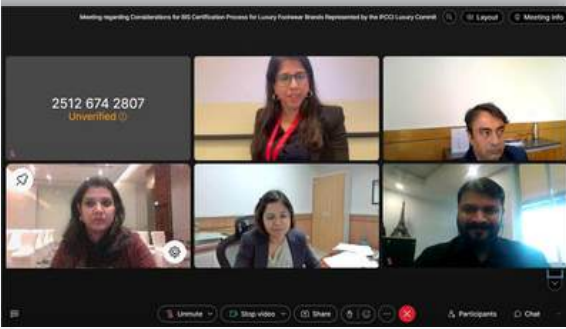 Meeting regarding Considerations for BIS Certification Process for Luxury Footwear Brands Represented by the IFCCI Luxury Commit
Layout
Meeting info
2512 674 2807
Unverified
Unmute
Stop video
Share
Participants
Chat